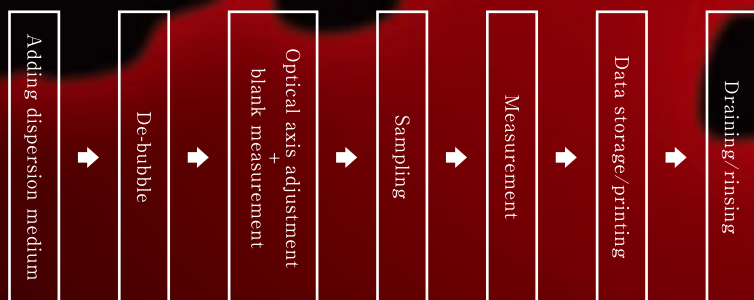 Adding dispersion medium
De-bubble
Optical axis adjustment
+
blank measurement
Sampling
Measurement
Data storage/printing
Draining/rinsing